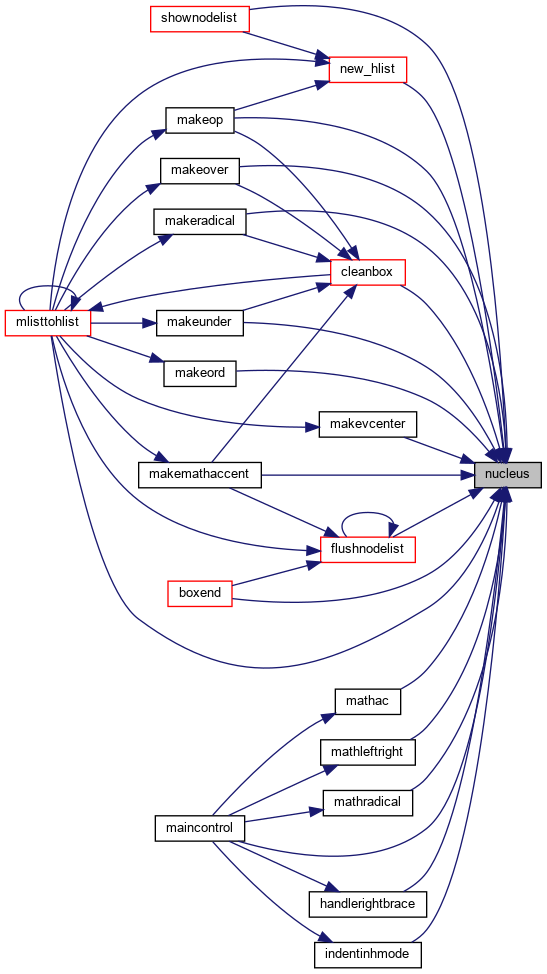 shownodelist
new_hlist
makeop
makeover
makeradical
cleanbox
mlisttohlist
makeunder
makeord
makevcenter
makemathaccent
nucleus
flushnodelist
boxend
mathac
mathleftright
mathradical
maincontrol
handlerightbrace
indentinhmode